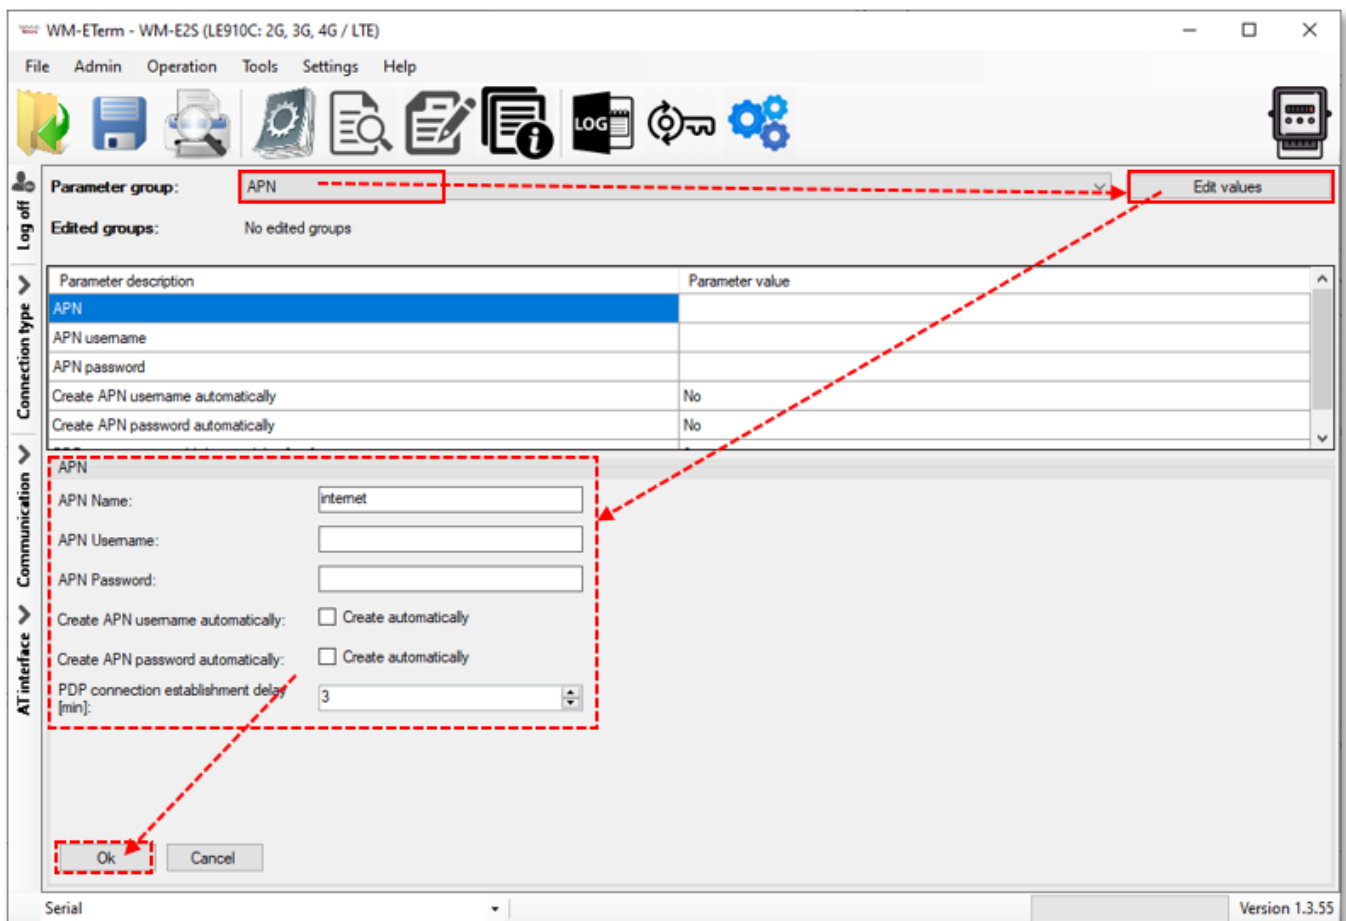 WM-ETerm - WM-E2S (LE910C: 2G, 3G, 4G / LTE)
File Admin Operation Tools Settings Help
LOG
Log off
Connection type
Communication
AT interface
Parameter group: APN Edit values
Edited groups: No edited groups
Parameter description Parameter value
APN
APN username
APN password
Create APN username automatically No
Create APN password automatically No
APN
APN Name: internet
APN Username:
APN Password:
Create APN username automatically: Create automatically
Create APN password automatically: Create automatically
PDP connection establishment delay
[min]: 3
Ok Cancel
Serial Version 1.3.55